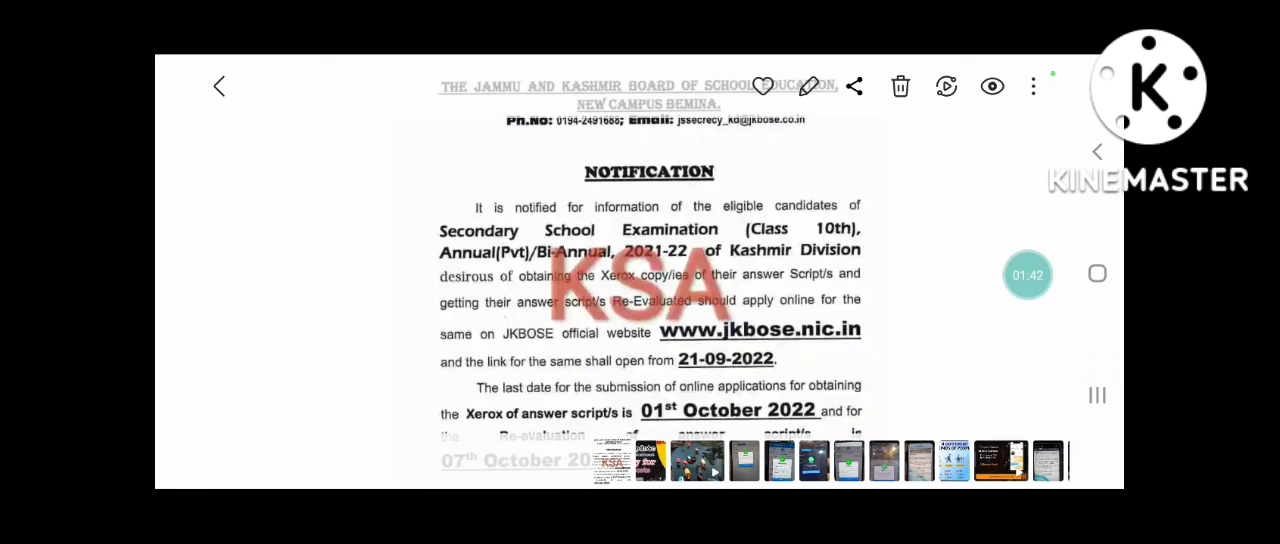 THE JAMMU AND KASHMIR BOARD OF SCHOOL EDUCATION,
NEW CAMPUS BEMINA.
Ph.No: 0194-2491688; Email: jssecrecy_kd@jkbose.co.in
K
KINEMASTER
NOTIFICATION
It is notified for information of the eligible candidates of
Secondary School Examination (Class 10th),
Annual(Pvt)/Bi-Annual, 2021-22 of Kashmir Division
desirous of obtaining the Xerox copy/ies of their answer Script/s and
getting their answer script/s Re-Evaluated should apply online for the
same on JKBOSE official website www.jkbose.nic.in
and the link for the same shall open from 21-09-2022.
KSA
01:42
The last date for the submission of online applications for obtaining
the Xerox of answer script/s is 01st October 2022 and for
the Re-evaluation of answer script/s is
07th October 20
KSA